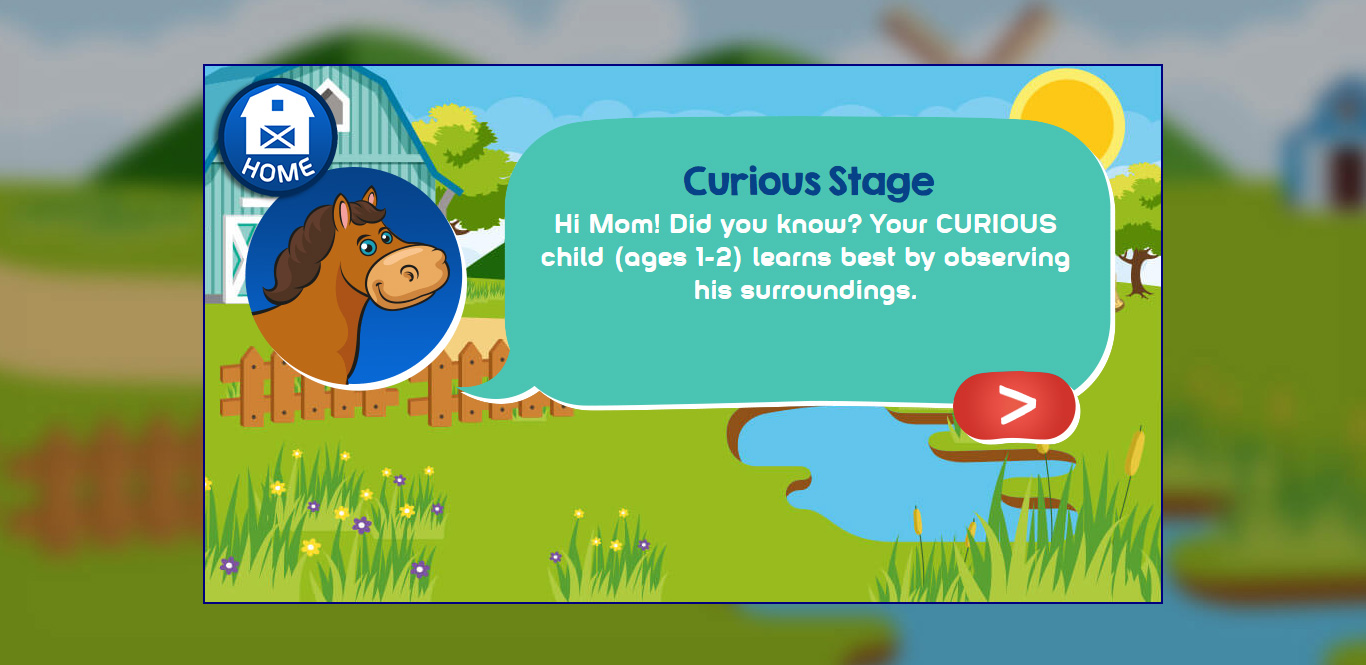 HOME
Curious Stage
Hi Mom! Did you know? Your CURIOUS
child (ages 1-2) learns best by observing
his surroundings.
>